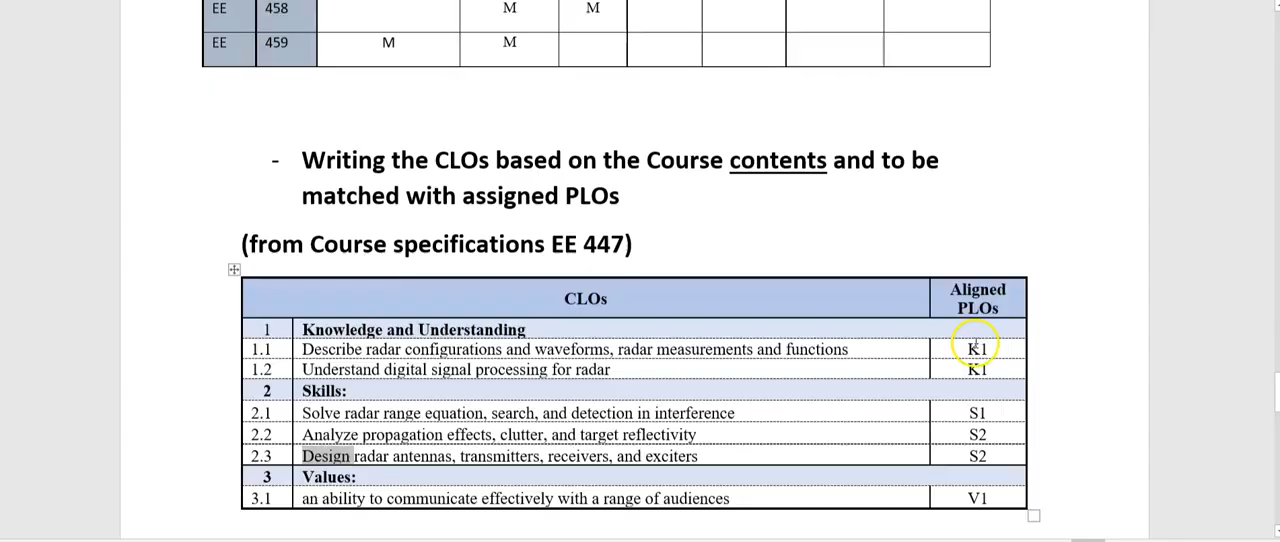 EE 458 M M
EE 459 M M
- Writing the CLOs based on the Course contents and to be
matched with assigned PLOs
(from Course specifications EE 447)
CLOs Aligned PLOs
1 Knowledge and Understanding
1.1 Describe radar configurations and waveforms, radar measurements and functions K1
1.2 Understand digital signal processing for radar K1
2 Skills:
2.1 Solve radar range equation, search, and detection in interference S1
2.2 Analyze propagation effects, clutter, and target reflectivity S2
2.3 Design radar antennas, transmitters, receivers, and exciters S2
3 Values:
3.1 an ability to communicate effectively with a range of audiences V1